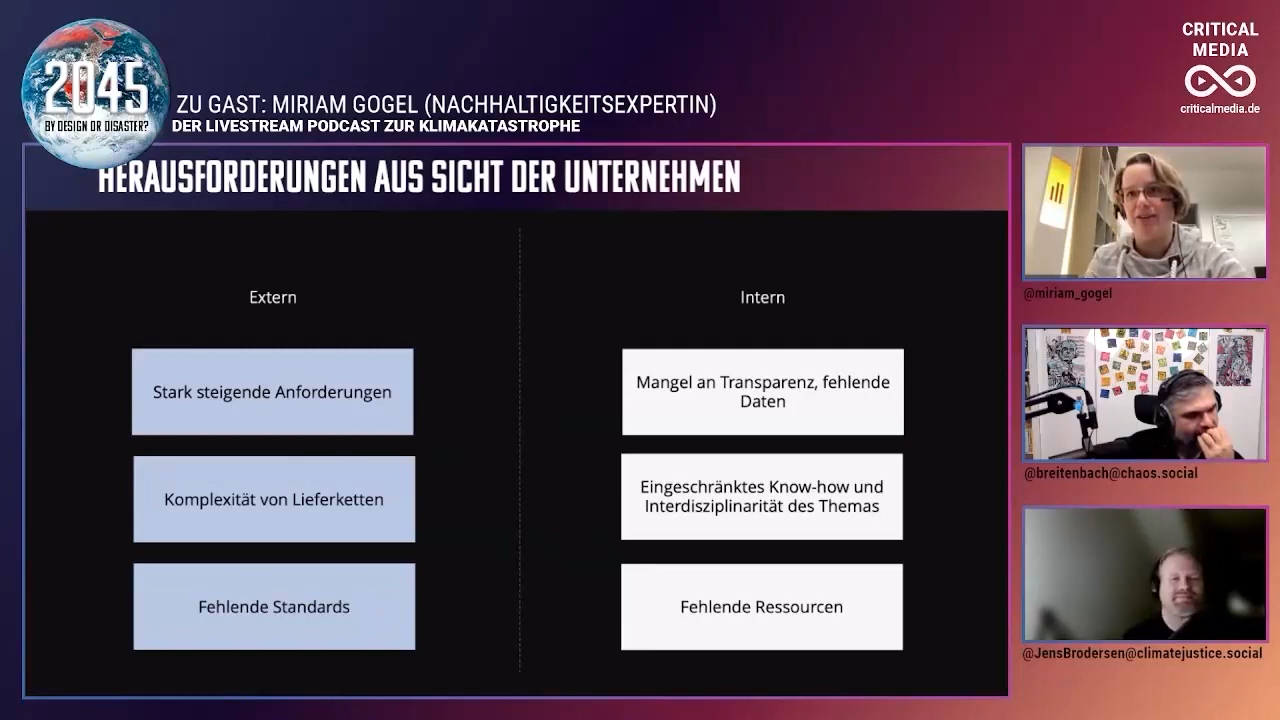 2045
BY DESIGN OR DISASTER?
ZU GAST: MIRIAM GOGEL (NACHHALTIGKEITSEXPERTIN)
DER LIVESTREAM PODCAST ZUR KLIMAKATASTROPHE
CRITICAL
MEDIA
criticalmedia.de
HERAUSFORDERUNGEN AUS SICHT DER UNTERNEHMEN
Extern
Stark steigende Anforderungen
Komplexität von Lieferketten
Fehlende Standards
Intern
Mangel an Transparenz, fehlende
Daten
Eingeschränktes Know-how und
Interdisziplinarität des Themas
Fehlende Ressourcen
@miriam_gogel
@breitenbach@chaos.social
@JensBrodersen@climatejustice.social